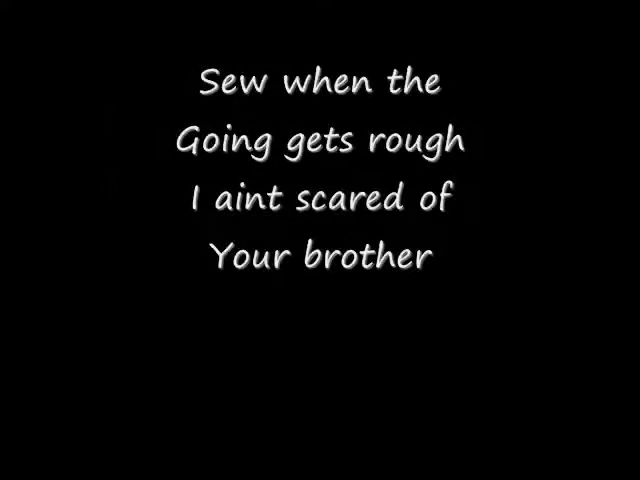 Sew when the
Going gets rough
I aint scared of
Your brother